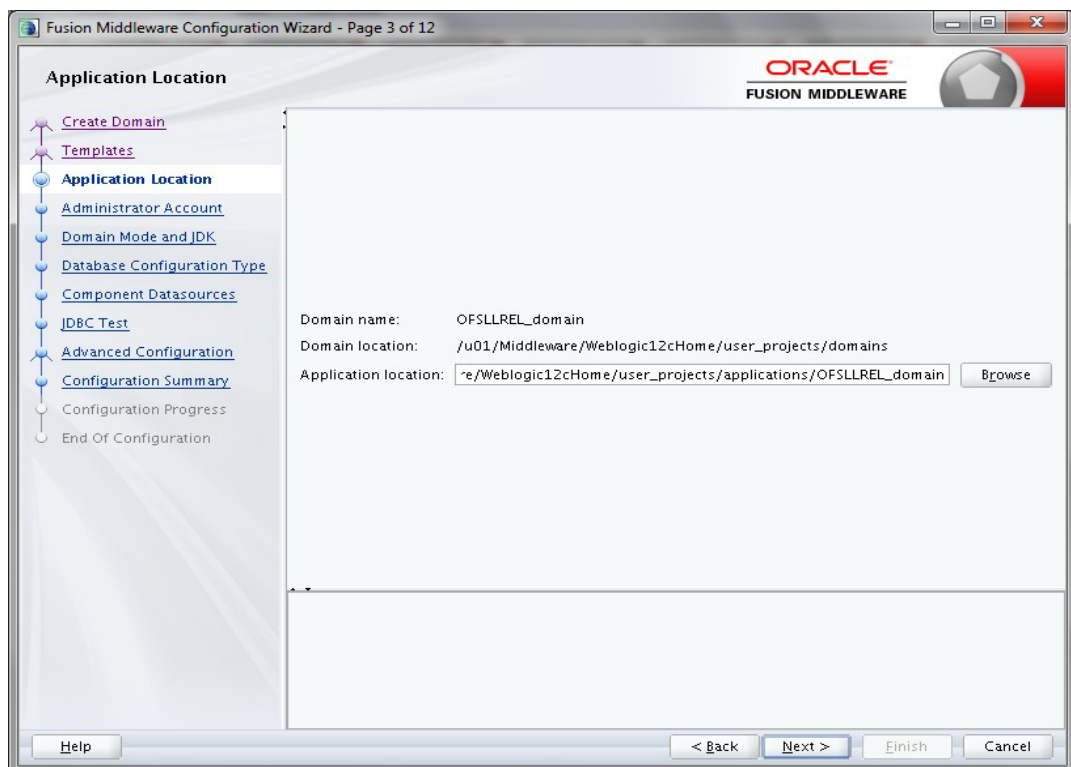 Fusion Middleware Configuration Wizard - Page 3 of 12
Application Location
ORACLE
FUSION MIDDLEWARE
Create Domain
Templates
Application Location
Administrator Account
Domain Mode and JDK
Database Configuration Type
Component Datasources
JDBC Test
Advanced Configuration
Configuration Summary
Configuration Progress
End Of Configuration
Domain name: OFSLLREL_domain
Domain location: /u01/Middleware/Weblogic12cHome/user_projects/domains
Application location: re/Weblogic12cHome/user_projects/applications/OFSLLREL_domain Browse
Help < Back Next > Finish Cancel